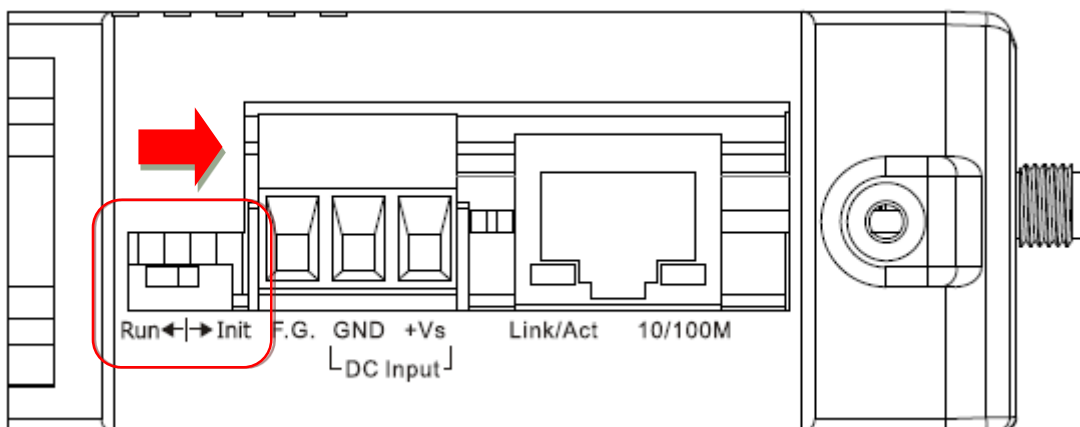 Run←|→Init F.G. GND +Vs Link/Act 10/100M
DC Input